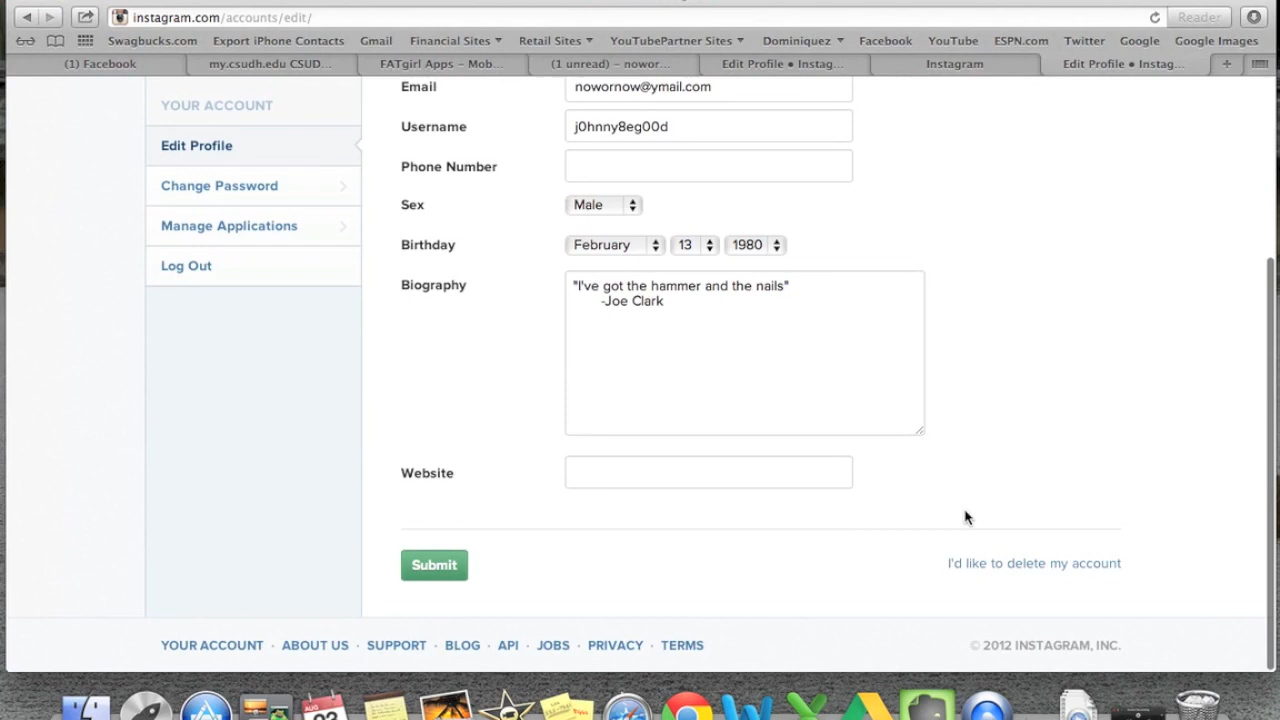 instagram.com/accounts/edit/
Reader
Swagbucks.com Export iPhone Contacts Gmail Financial Sites Retail Sites YouTubePartner Sites Dominiquez Facebook YouTube ESPN.com Twitter Google Google Images
(1) Facebook my.csudh.edu CSUD... FATgirl Apps – Mob... (1 unread) – nowor... Edit Profile • Instag... Instagram Edit Profile • Instag...
YOUR ACCOUNT
Edit Profile
Change Password
Manage Applications
Log Out
Email nowornow@ymail.com
Username j0hnny8eg00d
Phone Number
Sex Male
Birthday February 13 1980
Biography "I've got the hammer and the nails"
-Joe Clark
Website
Submit
I'd like to delete my account
YOUR ACCOUNT · ABOUT US · SUPPORT · BLOG · API · JOBS · PRIVACY · TERMS
© 2012 INSTAGRAM, INC.
AUG